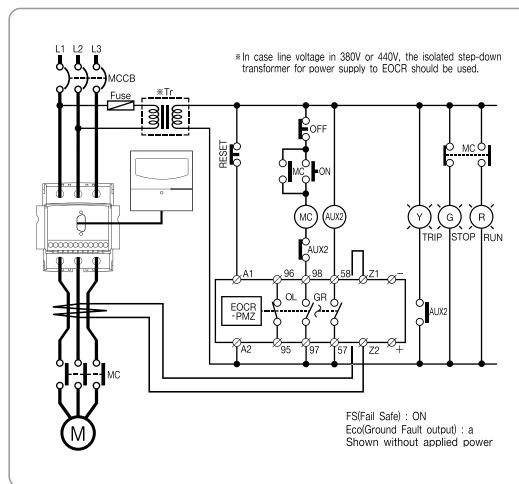 L1 L2 L3
※In case line voltage in 380V or 440V, the isolated step-down
transformer for power supply to EOCR should be used.
MCCB
Fuse
※Tr
OFF
RESET
MC
ON
MC
MC
AUX2
Y
G
R
TRIP
STOP
RUN
AUX2
A1
96
98
58
Z1
-
EOCR
-PMZ
OL
GR
AUX2
A2
95
97
57
Z2
+
MC
M
FS(Fail Safe) : ON
Eco(Ground Fault output) : a
Shown without applied power